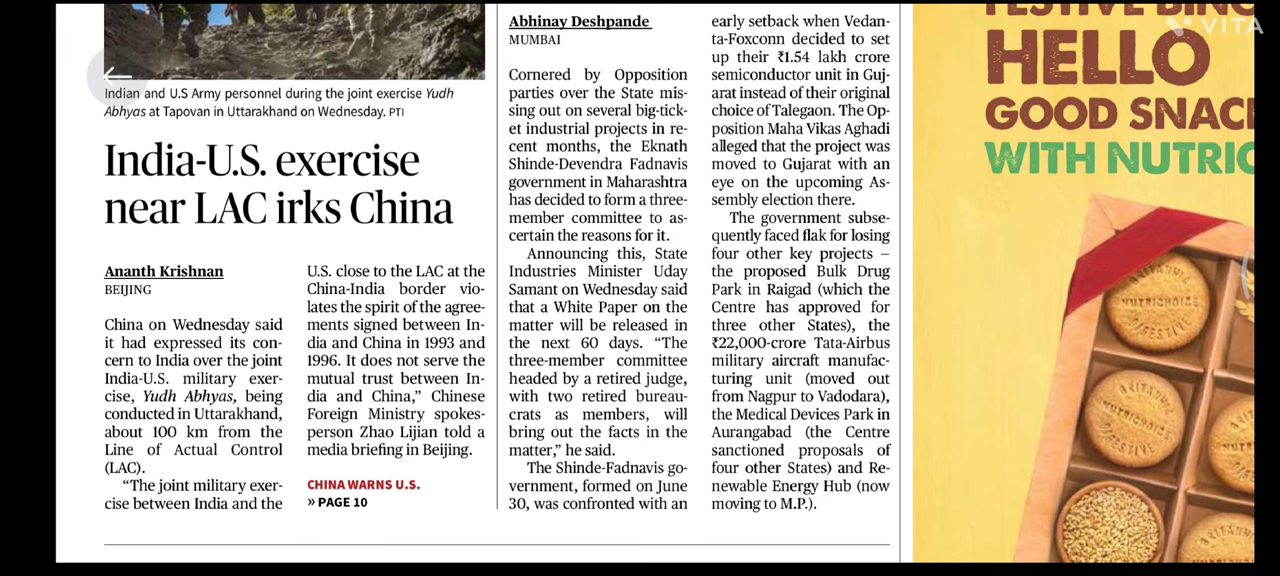 Indian and U.S Army personnel during the joint exercise Yudh
Abhyas at Tapovan in Uttarakhand on Wednesday. PTI
India-U.S. exercise
near LAC irks China
Ananth Krishnan
BEIJING
China on Wednesday said
it had expressed its con-
cern to India over the joint
India-U.S. military exer-
cise, Yudh Abhyas, being
conducted in Uttarakhand,
about 100 km from the
Line of Actual Control
(LAC).
“The joint military exer-
cise between India and the
U.S. close to the LAC at the
China-India border vio-
lates the spirit of the agree-
ments signed between In-
dia and China in 1993 and
1996. It does not serve the
mutual trust between In-
dia and China,” Chinese
Foreign Ministry spokes-
person Zhao Lijian told a
media briefing in Beijing.
CHINA WARNS U.S.
» PAGE 10
Abhinay Deshpande
MUMBAI
Cornered by Opposition
parties over the State mis-
sing out on several big-tick-
et industrial projects in re-
cent months, the Eknath
Shinde-Devendra Fadnavis
government in Maharashtra
has decided to form a three-
member committee to as-
certain the reasons for it.
Announcing this, State
Industries Minister Uday
Samant on Wednesday said
that a White Paper on the
matter will be released in
the next 60 days. “The
three-member committee
headed by a retired judge,
with two retired bureau-
crats as members, will
bring out the facts in the
matter,” he said.
The Shinde-Fadnavis go-
vernment, formed on June
30, was confronted with an
early setback when Vedan-
ta-Foxconn decided to set
up their ₹1.54 lakh crore
semiconductor unit in Guj-
arat instead of their original
choice of Talegaon. The Op-
position Maha Vikas Aghadi
alleged that the project was
moved to Gujarat with an
eye on the upcoming As-
sembly election there.
The government subse-
quently faced flak for losing
four other key projects –
the proposed Bulk Drug
Park in Raigad (which the
Centre has approved for
three other States), the
₹22,000-crore Tata-Airbus
military aircraft manufac-
turing unit (moved out
from Nagpur to Vadodara),
the Medical Devices Park in
Aurangabad (the Centre
sanctioned proposals of
four other States) and Re-
newable Energy Hub (now
moving to M.P.).
VITA
HELLO
GOOD SNAC
WITH NUTRIC
BRITANNIA
NUTRICHOICE
DIGESTIVE
BRITANNIA
NUTRICHOICE
DIGESTIVE